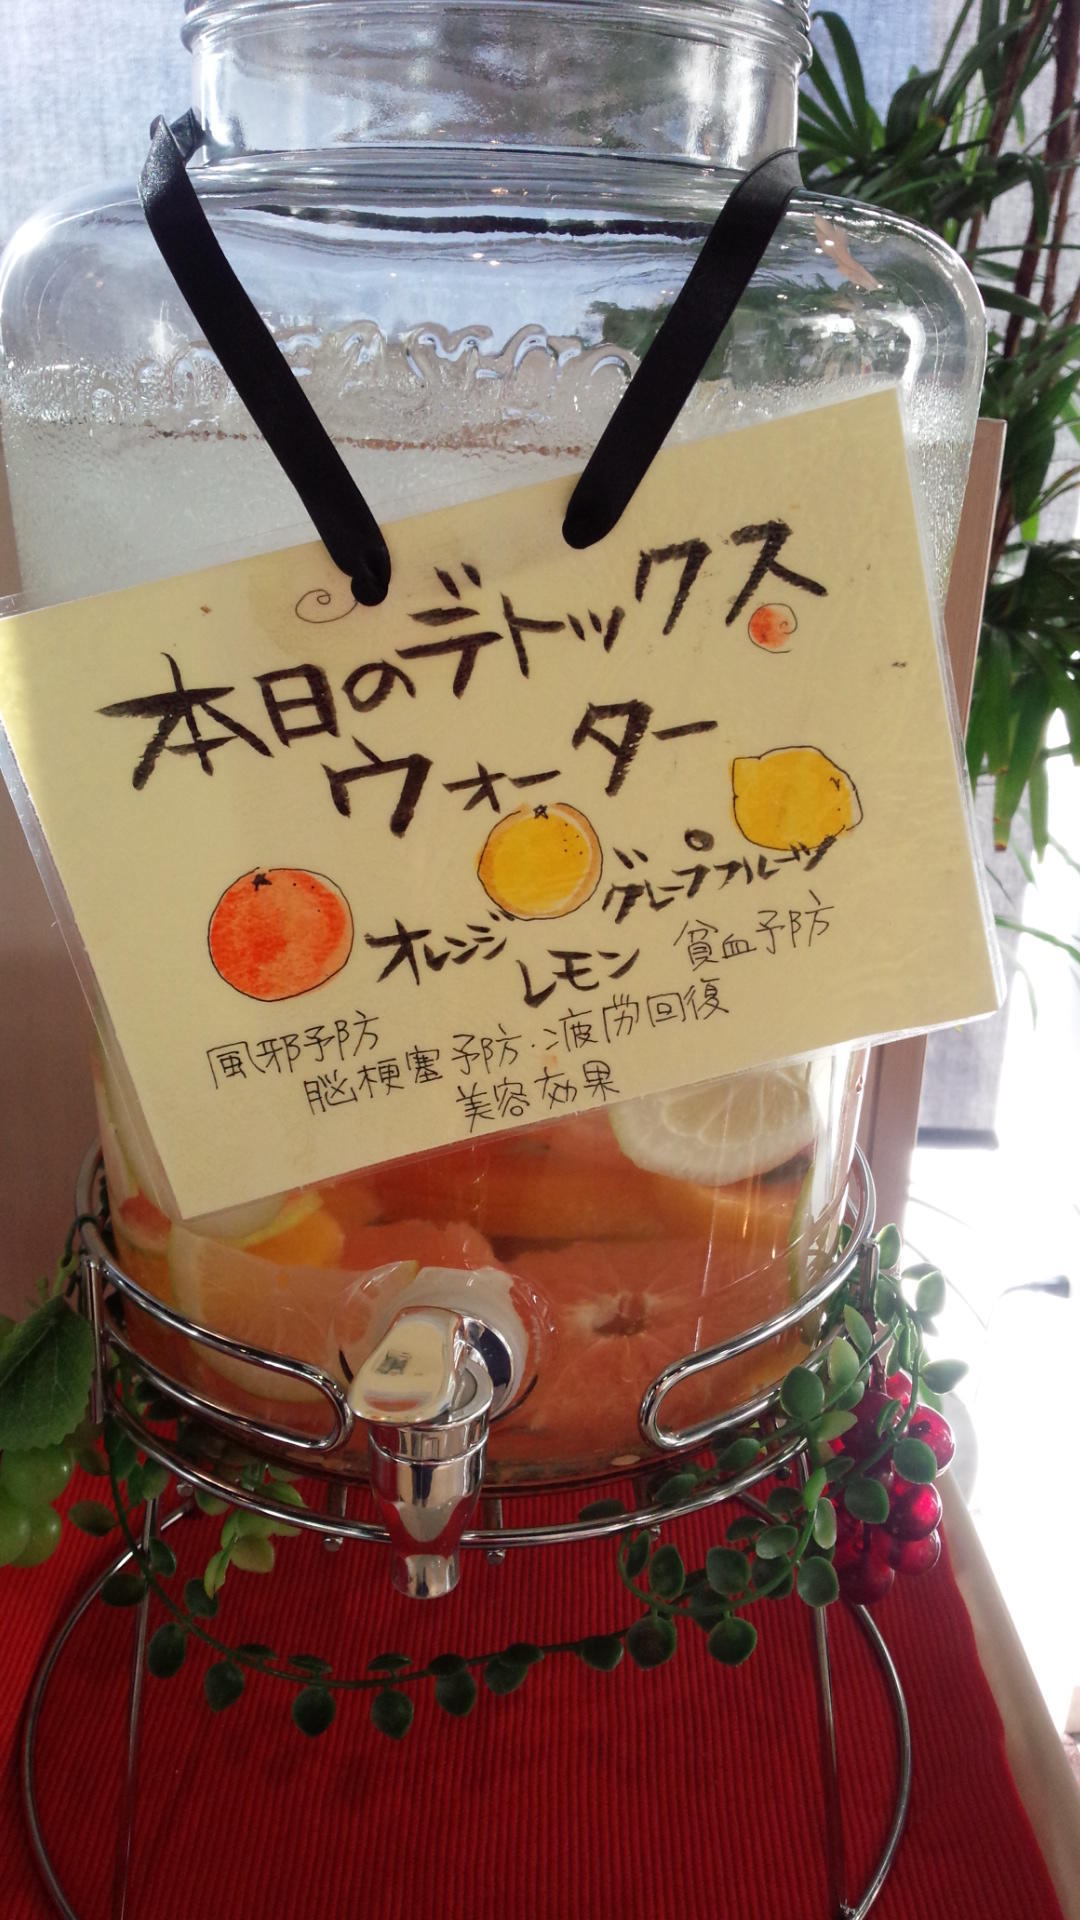 本日のデトックス
ウォーター
オレンジ
グレープフルーツ
レモン
貧血予防
風邪予防
脳梗塞予防・疲労回復
美容効果